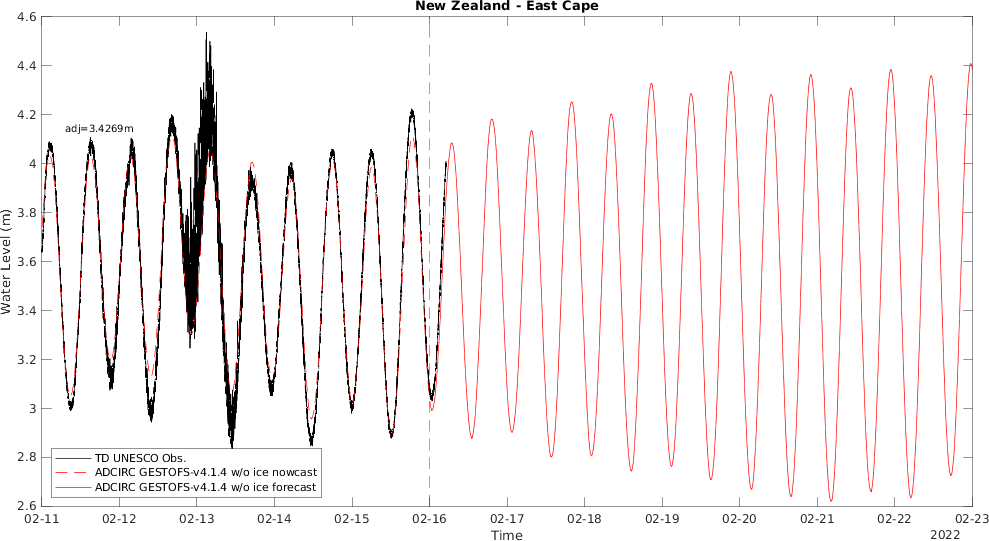 New Zealand - East Cape
4.6
4.4
4.2
4
3.8
3.6
3.4
3.2
3
2.8
2.6
Water Level (m)
adj=3.4269m
TD UNESCO Obs.
ADCIRC GESTOFS-v4.1.4 w/o ice nowcast
ADCIRC GESTOFS-v4.1.4 w/o ice forecast
02-11 02-12 02-13 02-14 02-15 02-16 02-17 02-18 02-19 02-20 02-21 02-22 02-23
Time
2022